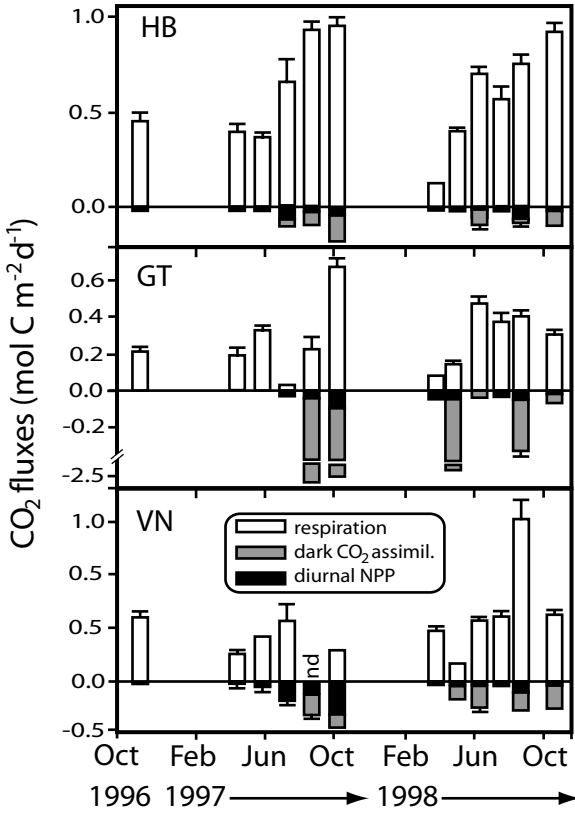 CO2 fluxes (mol C m-2d-1)
HB
1.0
0.5
0.0
GT
0.6
0.4
0.2
0.0
-0.2
-2.5
VN
1.0
0.5
0.0
-0.5
respiration
dark CO2 assimil.
diurnal NPP
nd
Oct Feb Jun Oct Feb Jun Oct
1996 1997 1998